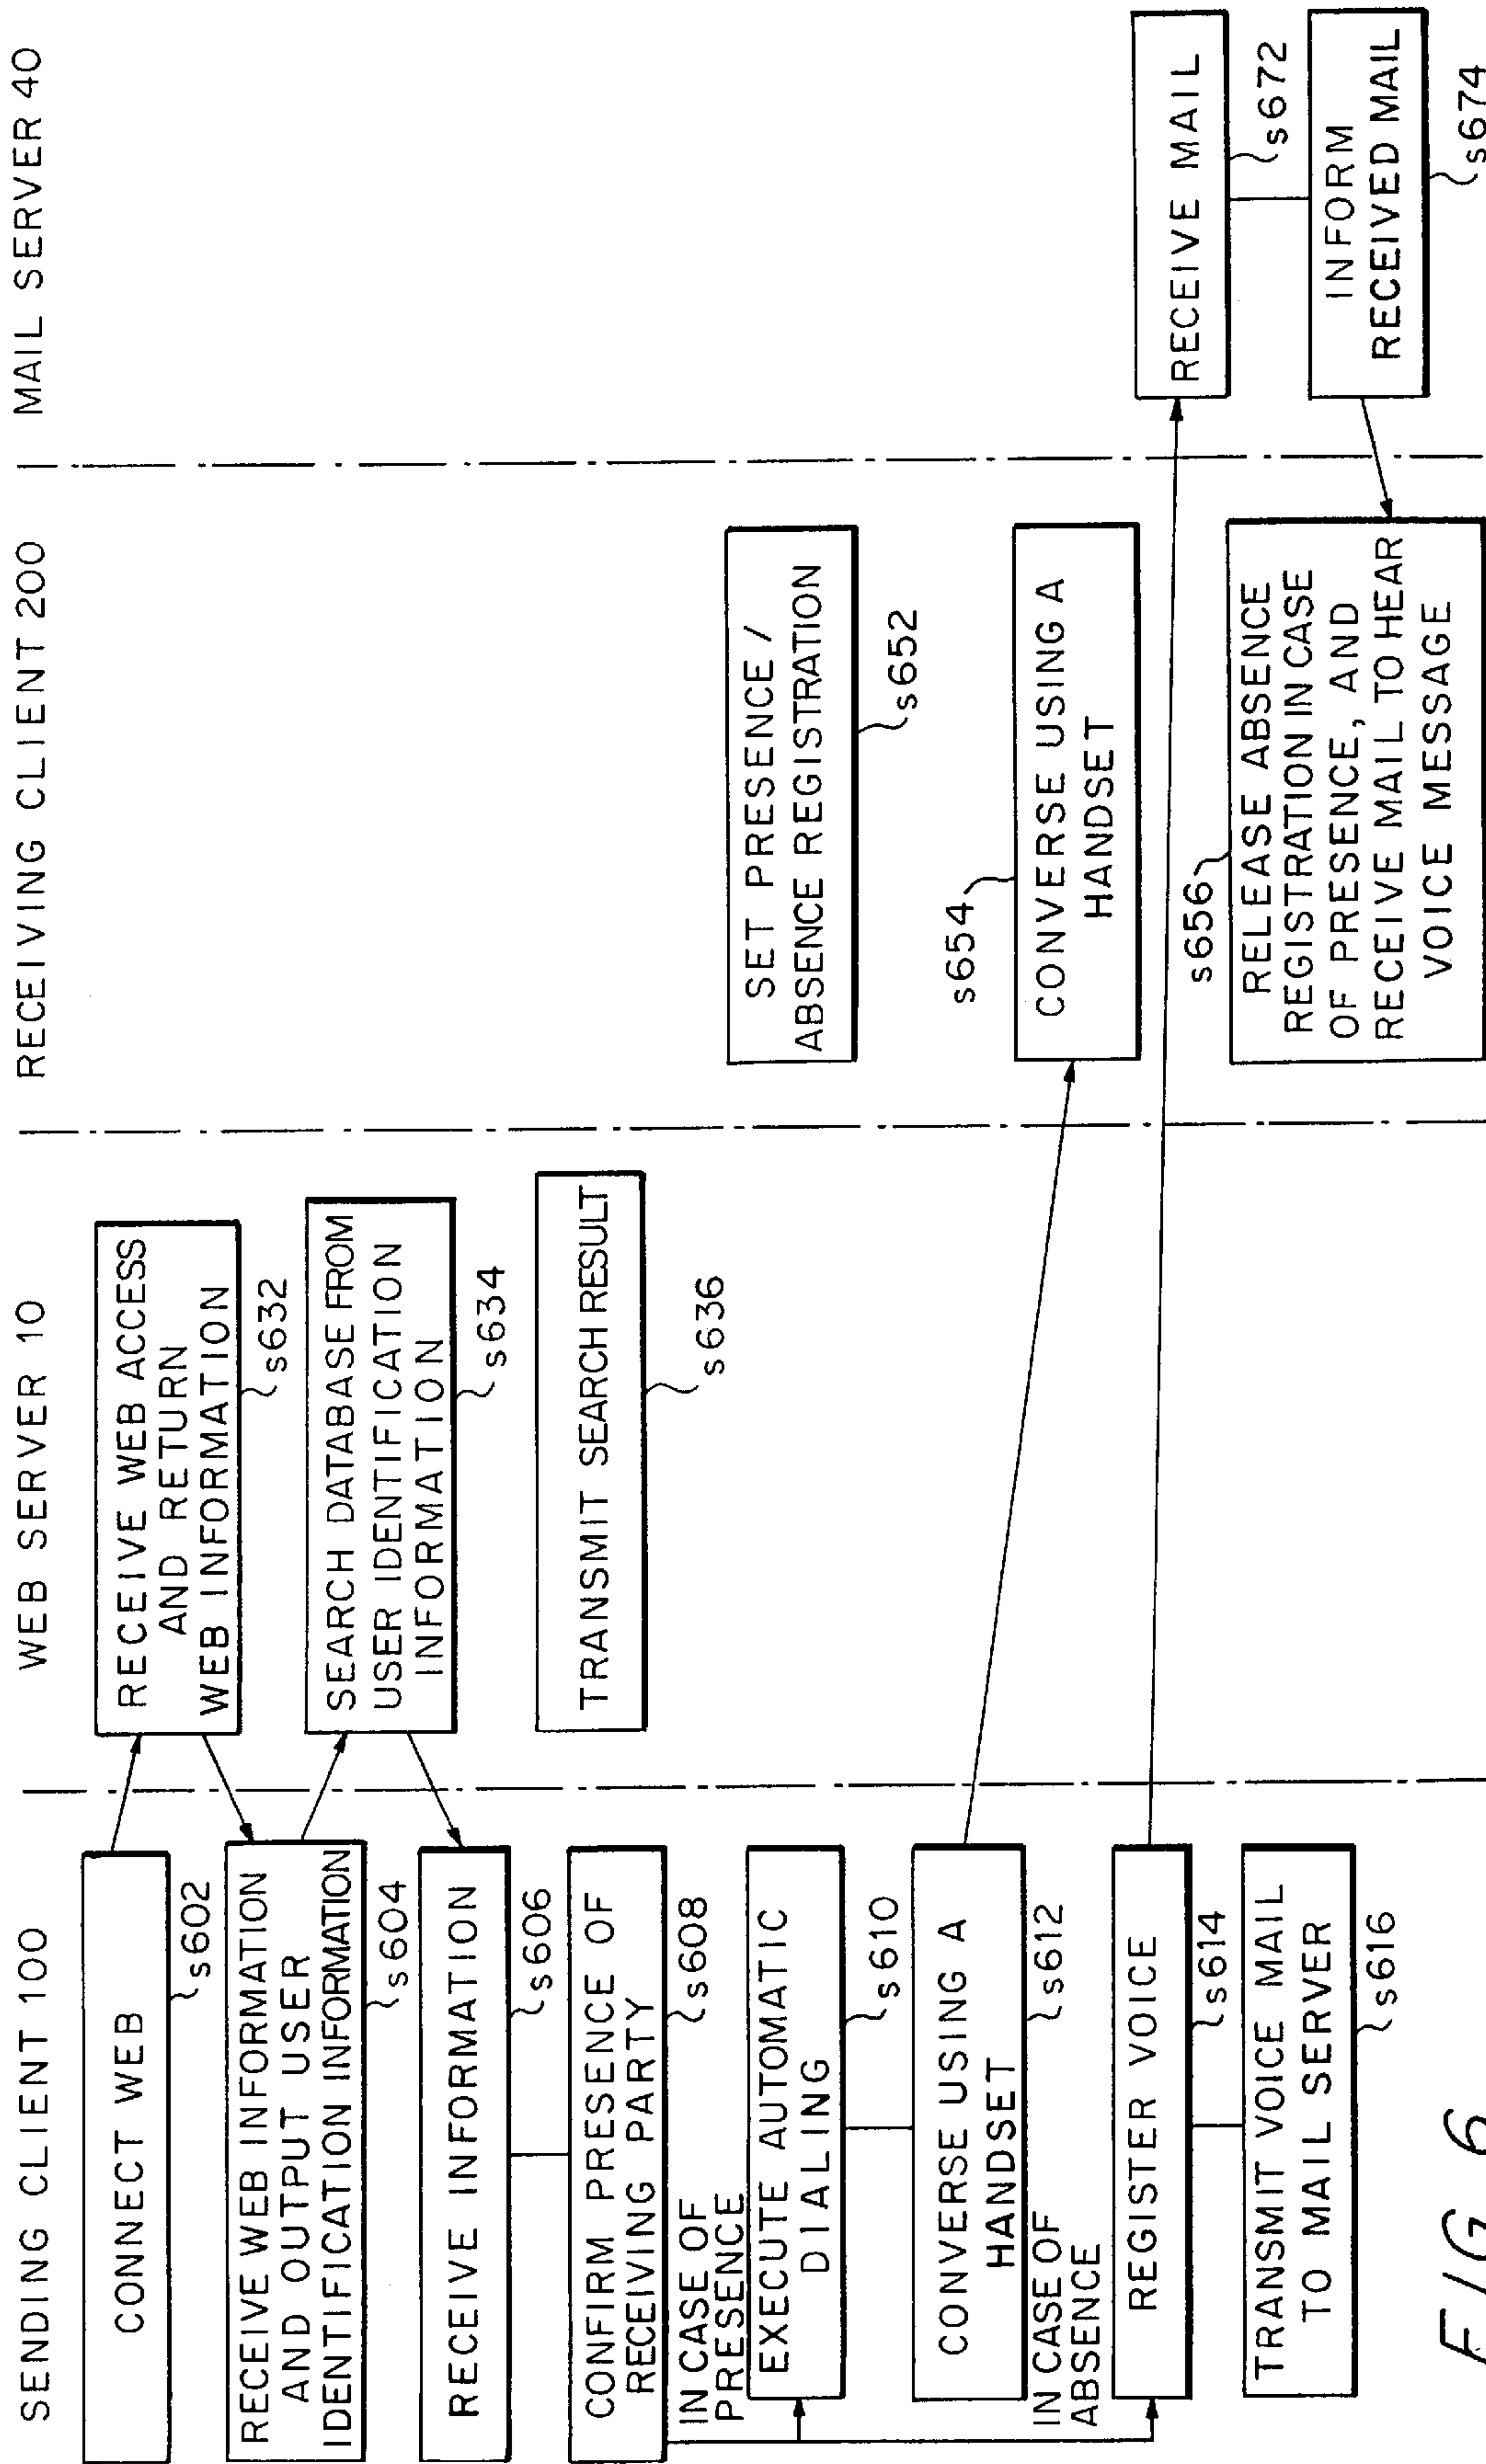 SENDING CLIENT 100
WEB SERVER 10
RECEIVING CLIENT 200
MAIL SERVER 40
CONNECT WEB
s602
RECEIVE WEB INFORMATION
AND OUTPUT USER
IDENTIFICATION INFORMATION
s604
RECEIVE INFORMATION
s606
CONFIRM PRESENCE OF
RECEIVING PARTY
s608
IN CASE OF
PRESENCE
EXECUTE AUTOMATIC
DIALING
s610
CONVERSE USING A
HANDSET
s612
IN CASE OF
ABSENCE
REGISTER VOICE
s614
TRANSMIT VOICE MAIL
TO MAIL SERVER
s616
RECEIVE WEB ACCESS
AND RETURN
WEB INFORMATION
s632
SEARCH DATABASE FROM
USER IDENTIFICATION
INFORMATION
s634
TRANSMIT SEARCH RESULT
s636
SET PRESENCE /
ABSENCE REGISTRATION
s652
s654
CONVERSE USING A
HANDSET
s656
RELEASE ABSENCE
REGISTRATION IN CASE
OF PRESENCE, AND
RECEIVE MAIL TO HEAR
VOICE MESSAGE
RECEIVE MAIL
s672
INFORM
RECEIVED MAIL
s674
FIG. 6